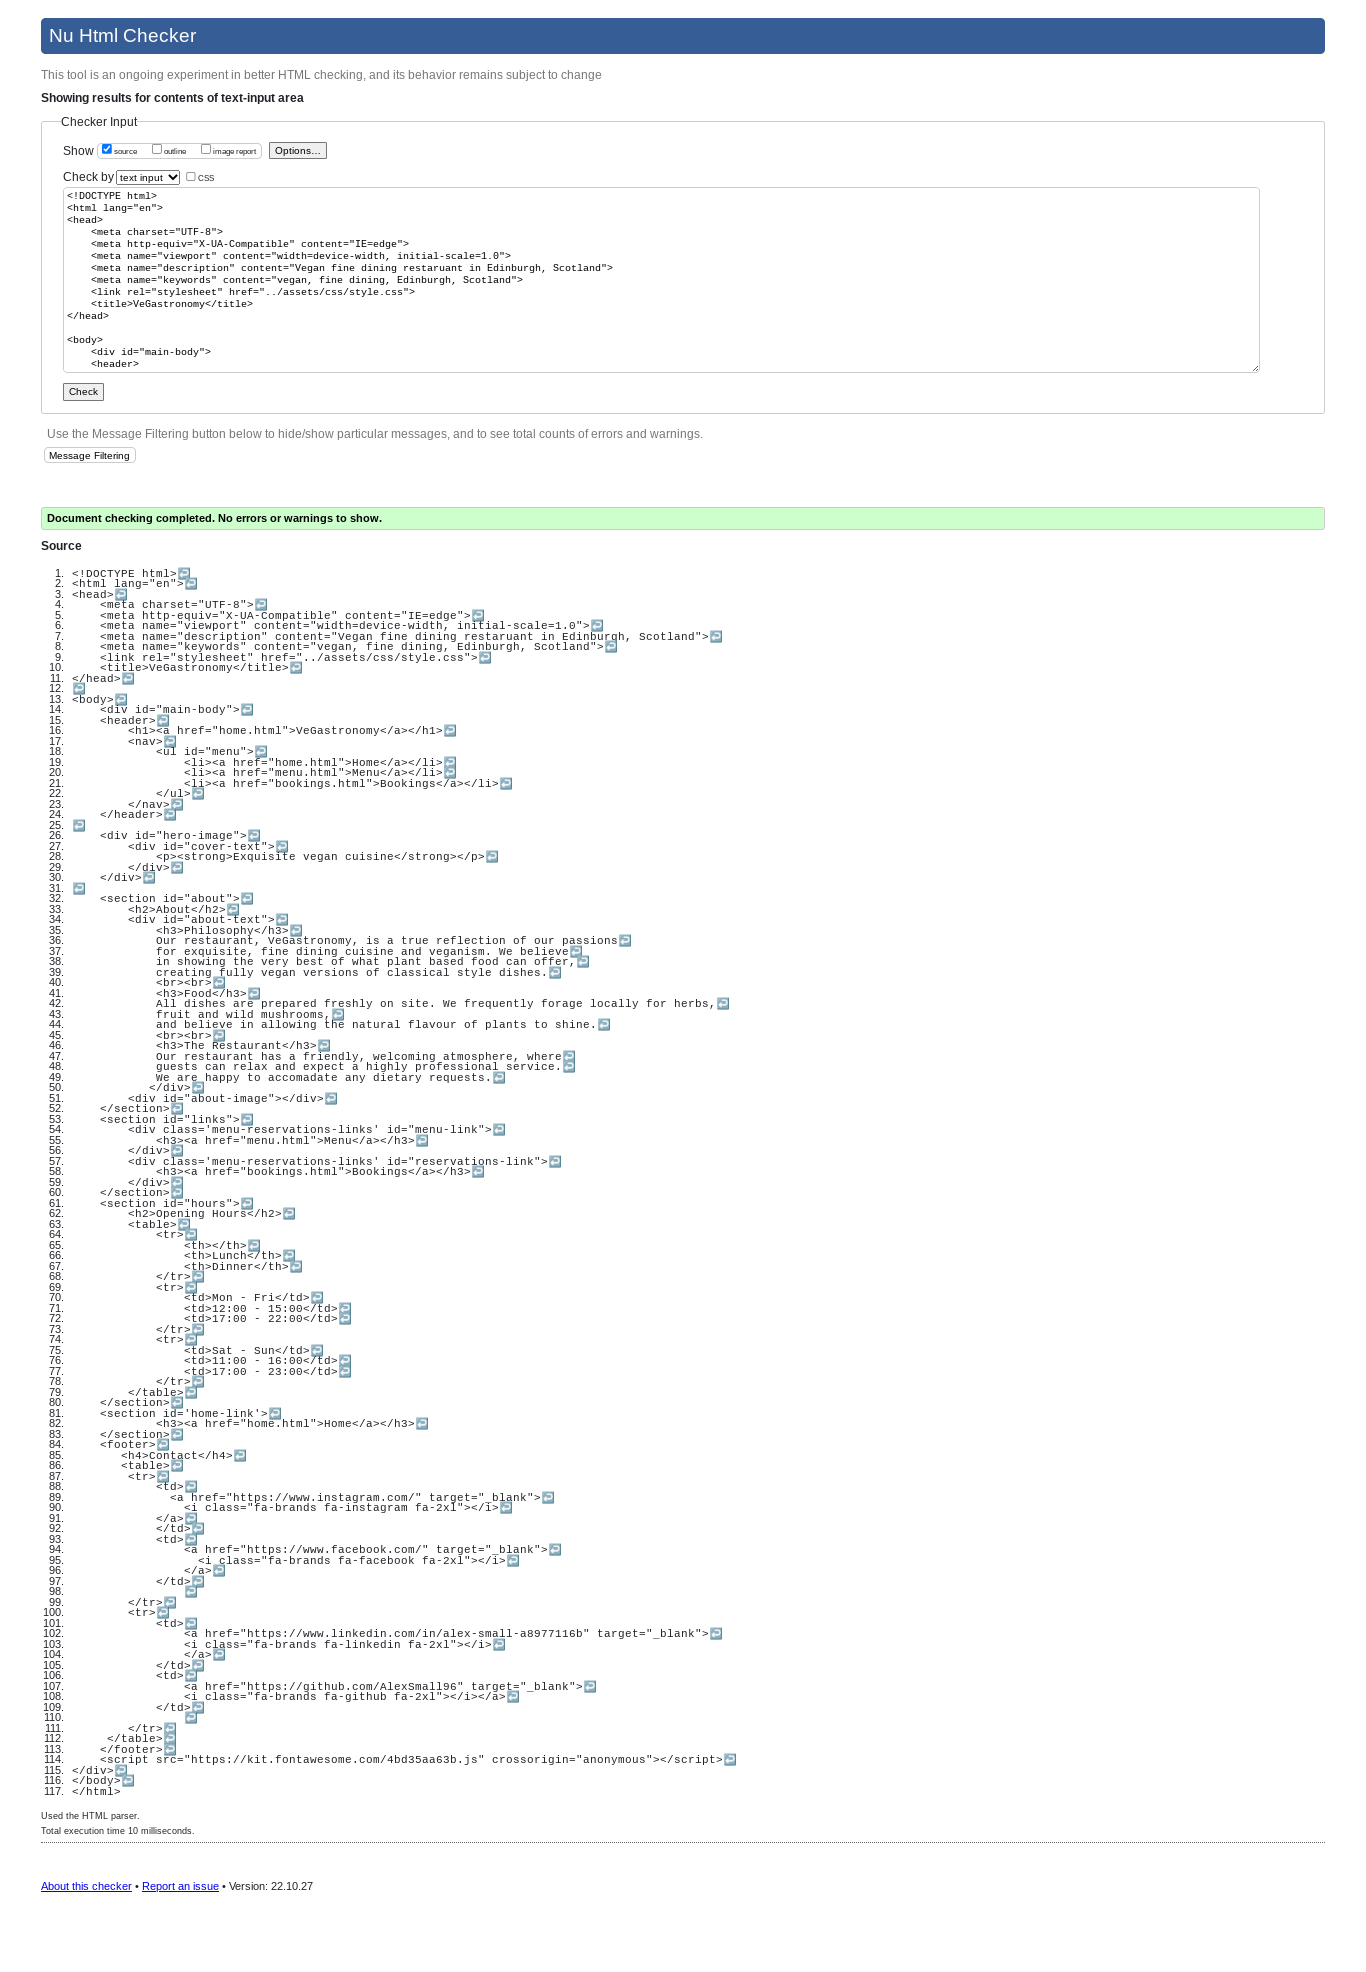 Nu Html Checker
This tool is an ongoing experiment in better HTML checking, and its behavior remains subject to change
Showing results for contents of text-input area
Checker Input
Show source outline image report Options...
Check by text input css
<!DOCTYPE html>
<html lang="en">
<head>
    <meta charset="UTF-8">
    <meta http-equiv="X-UA-Compatible" content="IE=edge">
    <meta name="viewport" content="width=device-width, initial-scale=1.0">
    <meta name="description" content="Vegan fine dining restaruant in Edinburgh, Scotland">
    <meta name="keywords" content="vegan, fine dining, Edinburgh, Scotland">
    <link rel="stylesheet" href="../assets/css/style.css">
    <title>VeGastronomy</title>
</head>
<body>
    <div id="main-body">
    <header>
Check
Use the Message Filtering button below to hide/show particular messages, and to see total counts of errors and warnings.
Message Filtering
Document checking completed. No errors or warnings to show.
Source
1. <!DOCTYPE html>↩
2. <html lang="en">↩
3. <head>↩
4.     <meta charset="UTF-8">↩
5.     <meta http-equiv="X-UA-Compatible" content="IE=edge">↩
6.     <meta name="viewport" content="width=device-width, initial-scale=1.0">↩
7.     <meta name="description" content="Vegan fine dining restaruant in Edinburgh, Scotland">↩
8.     <meta name="keywords" content="vegan, fine dining, Edinburgh, Scotland">↩
9.     <link rel="stylesheet" href="../assets/css/style.css">↩
10.     <title>VeGastronomy</title>↩
11. </head>↩
12. ↩
13. <body>↩
14.     <div id="main-body">↩
15.     <header>↩
16.         <h1><a href="home.html">VeGastronomy</a></h1>↩
17.         <nav>↩
18.             <ul id="menu">↩
19.                 <li><a href="home.html">Home</a></li>↩
20.                 <li><a href="menu.html">Menu</a></li>↩
21.                 <li><a href="bookings.html">Bookings</a></li>↩
22.             </ul>↩
23.         </nav>↩
24.     </header>↩
25. ↩
26.     <div id="hero-image">↩
27.         <div id="cover-text">↩
28.             <p><strong>Exquisite vegan cuisine</strong></p>↩
29.         </div>↩
30.     </div>↩
31. ↩
32.     <section id="about">↩
33.         <h2>About</h2>↩
34.         <div id="about-text">↩
35.             <h3>Philosophy</h3>↩
36.             Our restaurant, VeGastronomy, is a true reflection of our passions↩
37.             for exquisite, fine dining cuisine and veganism. We believe↩
38.             in showing the very best of what plant based food can offer,↩
39.             creating fully vegan versions of classical style dishes.↩
40.             <br><br>↩
41.             <h3>Food</h3>↩
42.             All dishes are prepared freshly on site. We frequently forage locally for herbs,↩
43.             fruit and wild mushrooms,↩
44.             and believe in allowing the natural flavour of plants to shine.↩
45.             <br><br>↩
46.             <h3>The Restaurant</h3>↩
47.             Our restaurant has a friendly, welcoming atmosphere, where↩
48.             guests can relax and expect a highly professional service.↩
49.             We are happy to accomadate any dietary requests.↩
50.            </div>↩
51.         <div id="about-image"></div>↩
52.     </section>↩
53.     <section id="links">↩
54.         <div class='menu-reservations-links' id="menu-link">↩
55.             <h3><a href="menu.html">Menu</a></h3>↩
56.         </div>↩
57.         <div class='menu-reservations-links' id="reservations-link">↩
58.             <h3><a href="bookings.html">Bookings</a></h3>↩
59.         </div>↩
60.     </section>↩
61.     <section id="hours">↩
62.         <h2>Opening Hours</h2>↩
63.         <table>↩
64.             <tr>↩
65.                 <th></th>↩
66.                 <th>Lunch</th>↩
67.                 <th>Dinner</th>↩
68.             </tr>↩
69.             <tr>↩
70.                 <td>Mon - Fri</td>↩
71.                 <td>12:00 - 15:00</td>↩
72.                 <td>17:00 - 22:00</td>↩
73.             </tr>↩
74.             <tr>↩
75.                 <td>Sat - Sun</td>↩
76.                 <td>11:00 - 16:00</td>↩
77.                 <td>17:00 - 23:00</td>↩
78.             </tr>↩
79.         </table>↩
80.     </section>↩
81.     <section id='home-link'>↩
82.             <h3><a href="home.html">Home</a></h3>↩
83.     </section>↩
84.     <footer>↩
85.        <h4>Contact</h4>↩
86.        <table>↩
87.         <tr>↩
88.             <td>↩
89.               <a href="https://www.instagram.com/" target="_blank">↩
90.                 <i class="fa-brands fa-instagram fa-2xl"></i>↩
91.             </a>↩
92.             </td>↩
93.             <td>↩
94.                 <a href="https://www.facebook.com/" target="_blank">↩
95.                   <i class="fa-brands fa-facebook fa-2xl"></i>↩
96.                 </a>↩
97.             </td>↩
98.                 ↩
99.         </tr>↩
100.         <tr>↩
101.             <td>↩
102.                 <a href="https://www.linkedin.com/in/alex-small-a8977116b" target="_blank">↩
103.                 <i class="fa-brands fa-linkedin fa-2xl"></i>↩
104.                 </a>↩
105.             </td>↩
106.             <td>↩
107.                 <a href="https://github.com/AlexSmall96" target="_blank">↩
108.                 <i class="fa-brands fa-github fa-2xl"></i></a>↩
109.             </td>↩
110.                 ↩
111.         </tr>↩
112.      </table>↩
113.     </footer>↩
114.     <script src="https://kit.fontawesome.com/4bd35aa63b.js" crossorigin="anonymous"></script>↩
115. </div>↩
116. </body>↩
117. </html>
Used the HTML parser.
Total execution time 10 milliseconds.
About this checker • Report an issue • Version: 22.10.27